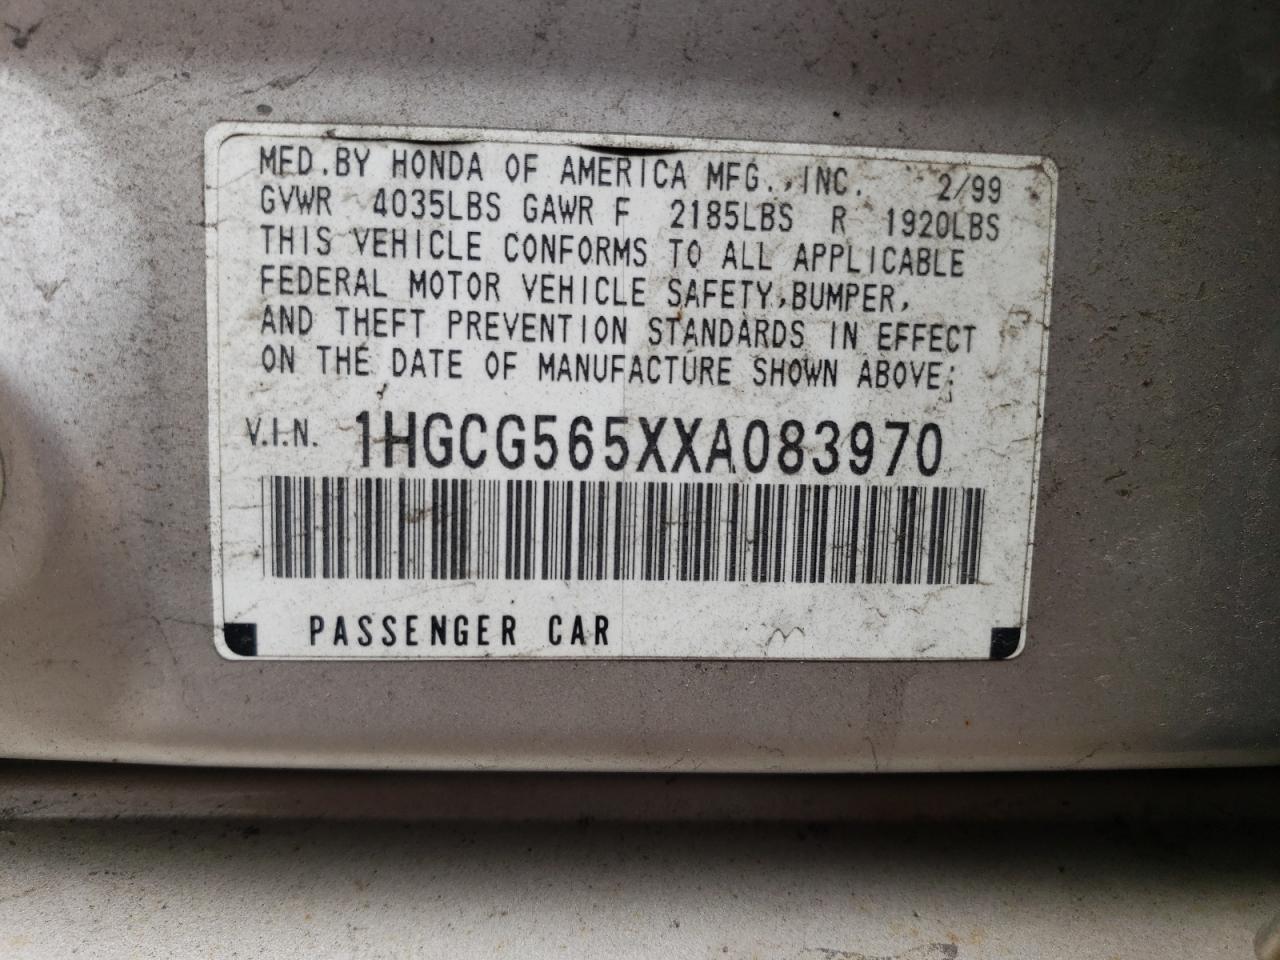 MFD.BY HONDA OF AMERICA MFG.,INC. 2/99
GVWR 4035LBS GAWR F 2185LBS R 1920LBS
THIS VEHICLE CONFORMS TO ALL APPLICABLE
FEDERAL MOTOR VEHICLE SAFETY,BUMPER,
AND THEFT PREVENTION STANDARDS IN EFFECT
ON THE DATE OF MANUFACTURE SHOWN ABOVE;
V.I.N. 1HGCG565XXA083970
PASSENGER CAR